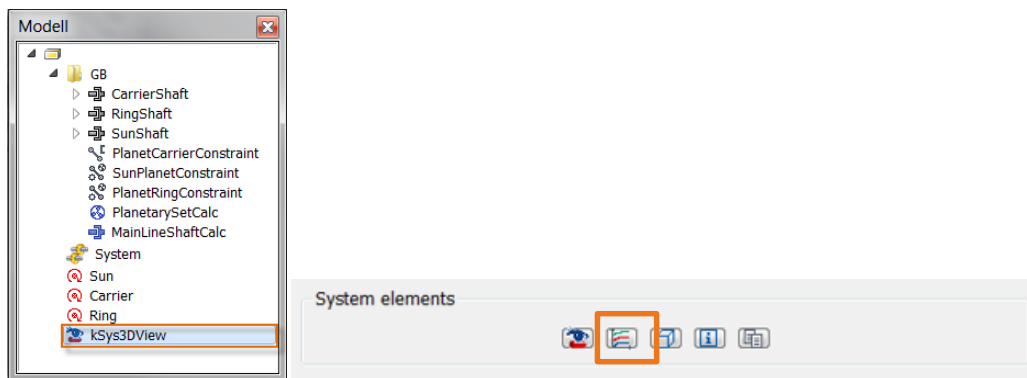 Modell
GB
CarrierShaft
RingShaft
SunShaft
PlanetCarrierConstraint
SunPlanetConstraint
PlanetRingConstraint
PlanetarySetCalc
MainLineShaftCalc
System
Sun
Carrier
Ring
kSys3DView
System elements